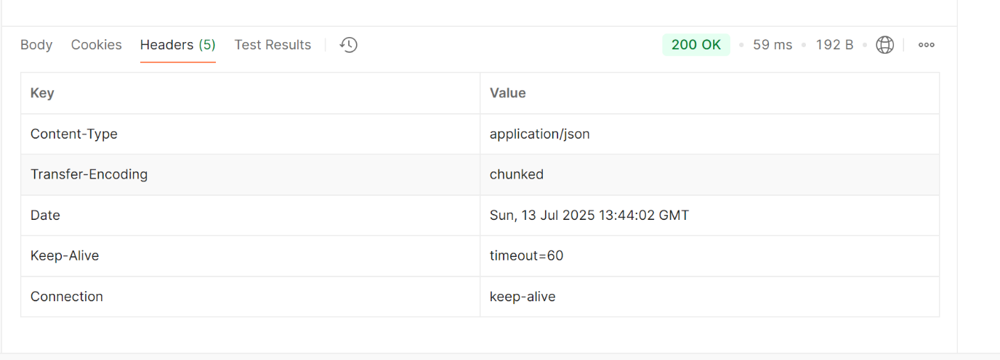 Body Cookies Headers (5) Test Results 200 OK 59 ms 192 B
Key Value
Content-Type application/json
Transfer-Encoding chunked
Date Sun, 13 Jul 2025 13:44:02 GMT
Keep-Alive timeout=60
Connection keep-alive